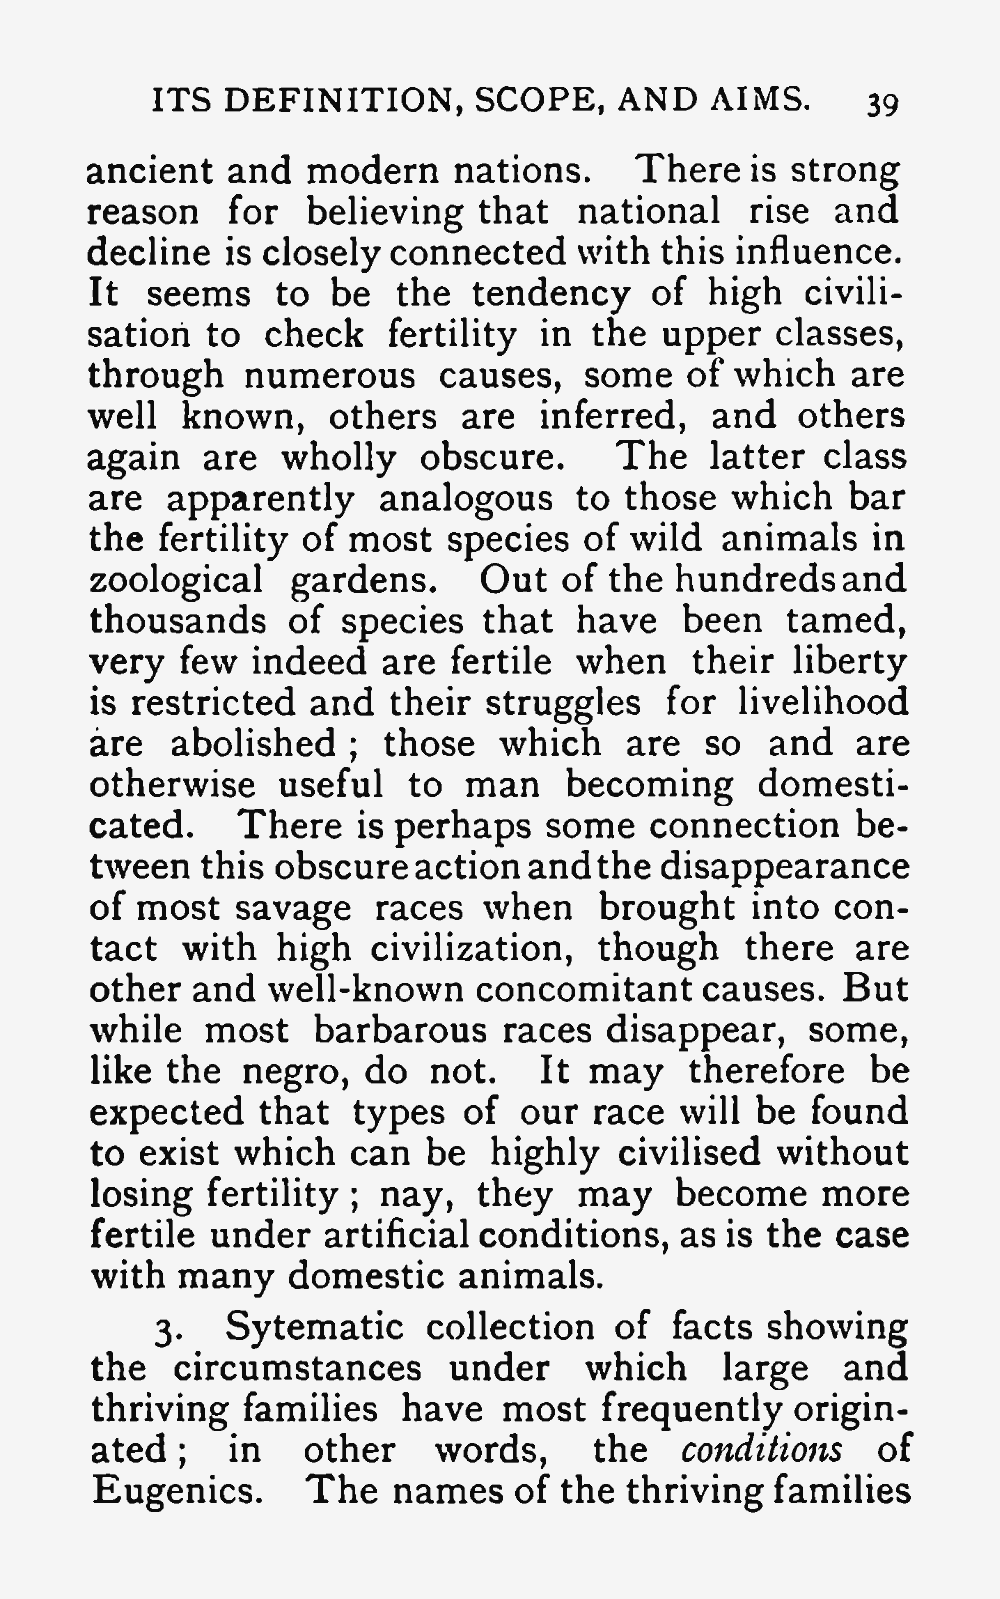 ITS DEFINITION, SCOPE, AND AIMS. 39
ancient and modern nations. There is strong
reason for believing that national rise and
decline is closely connected with this influence.
It seems to be the tendency of high civili-
sation to check fertility in the upper classes,
through numerous causes, some of which are
well known, others are inferred, and others
again are wholly obscure. The latter class
are apparently analogous to those which bar
the fertility of most species of wild animals in
zoological gardens. Out of the hundreds and
thousands of species that have been tamed,
very few indeed are fertile when their liberty
is restricted and their struggles for livelihood
are abolished ; those which are so and are
otherwise useful to man becoming domesti-
cated. There is perhaps some connection be-
tween this obscure action and the disappearance
of most savage races when brought into con-
tact with high civilization, though there are
other and well-known concomitant causes. But
while most barbarous races disappear, some,
like the negro, do not. It may therefore be
expected that types of our race will be found
to exist which can be highly civilised without
losing fertility ; nay, they may become more
fertile under artificial conditions, as is the case
with many domestic animals.
3. Sytematic collection of facts showing
the circumstances under which large and
thriving families have most frequently origin-
ated ; in other words, the conditions of
Eugenics. The names of the thriving families